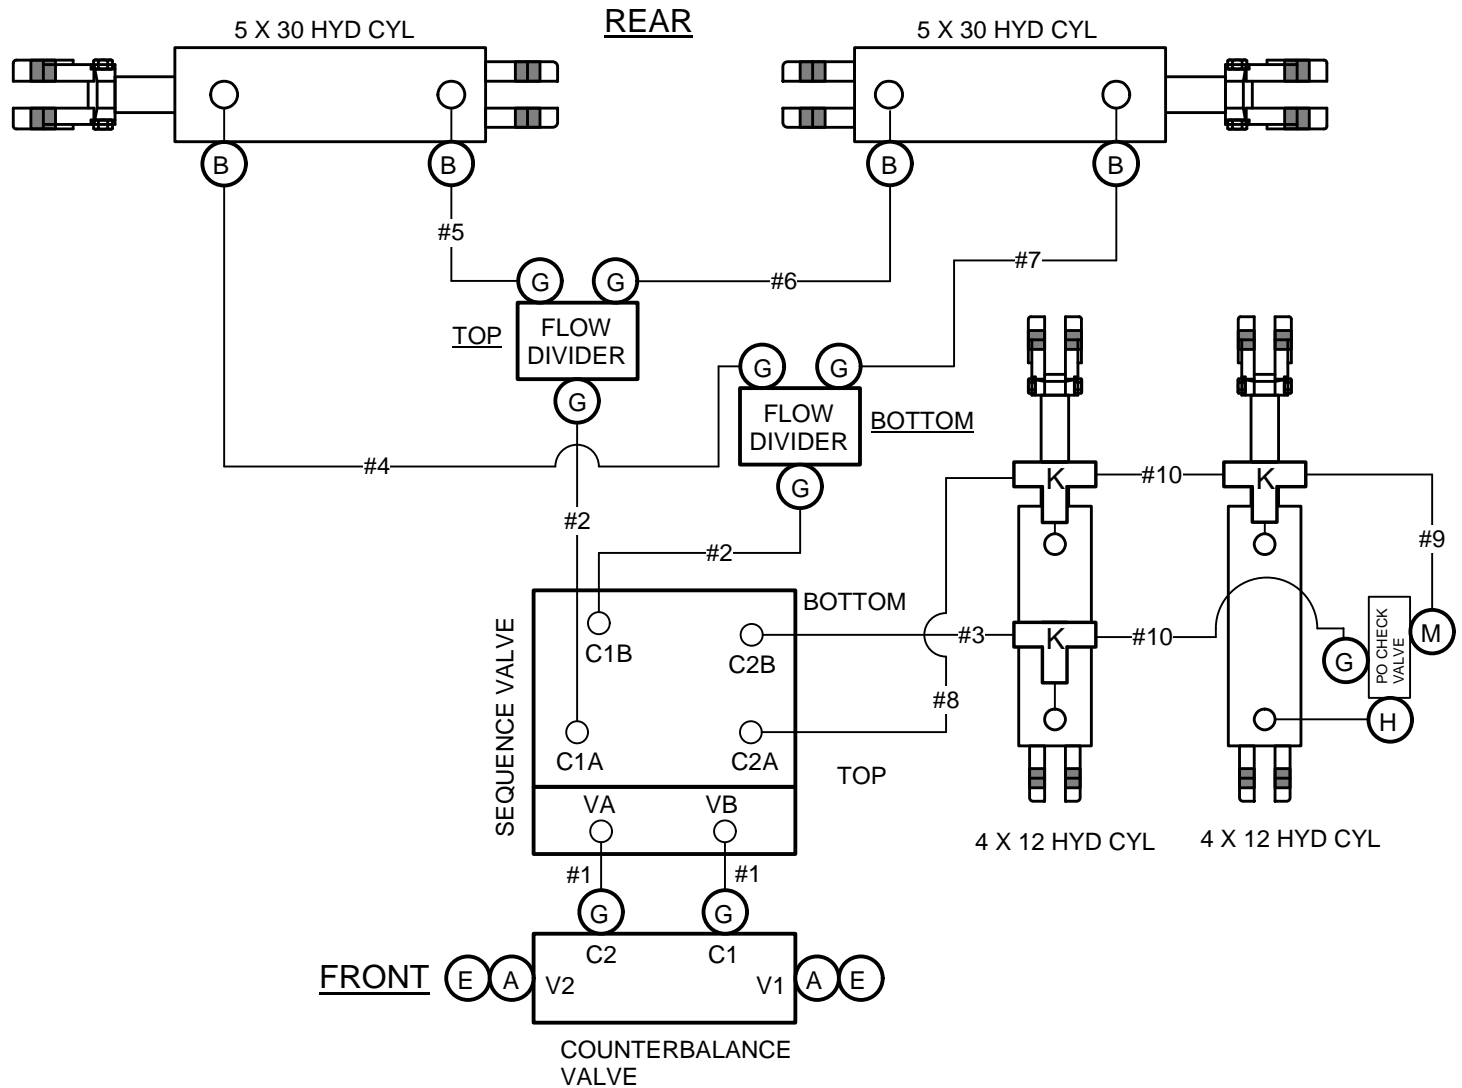 REAR
5 X 30 HYD CYL
5 X 30 HYD CYL
B
B
B
B
#5
#6
#7
G
G
TOP
FLOW
DIVIDER
G
G
G
FLOW
DIVIDER
BOTTOM
G
#4
#2
#2
K
#10
K
#9
SEQUENCE VALVE
BOTTOM
C1B
C2B
#3
K
#10
G
PO CHECK
VALVE
M
H
#8
C1A
C2A
TOP
VA
VB
4 X 12 HYD CYL
4 X 12 HYD CYL
#1
#1
G
G
C2
C1
FRONT
E
A
V2
V1
A
E
COUNTERBALANCE
VALVE